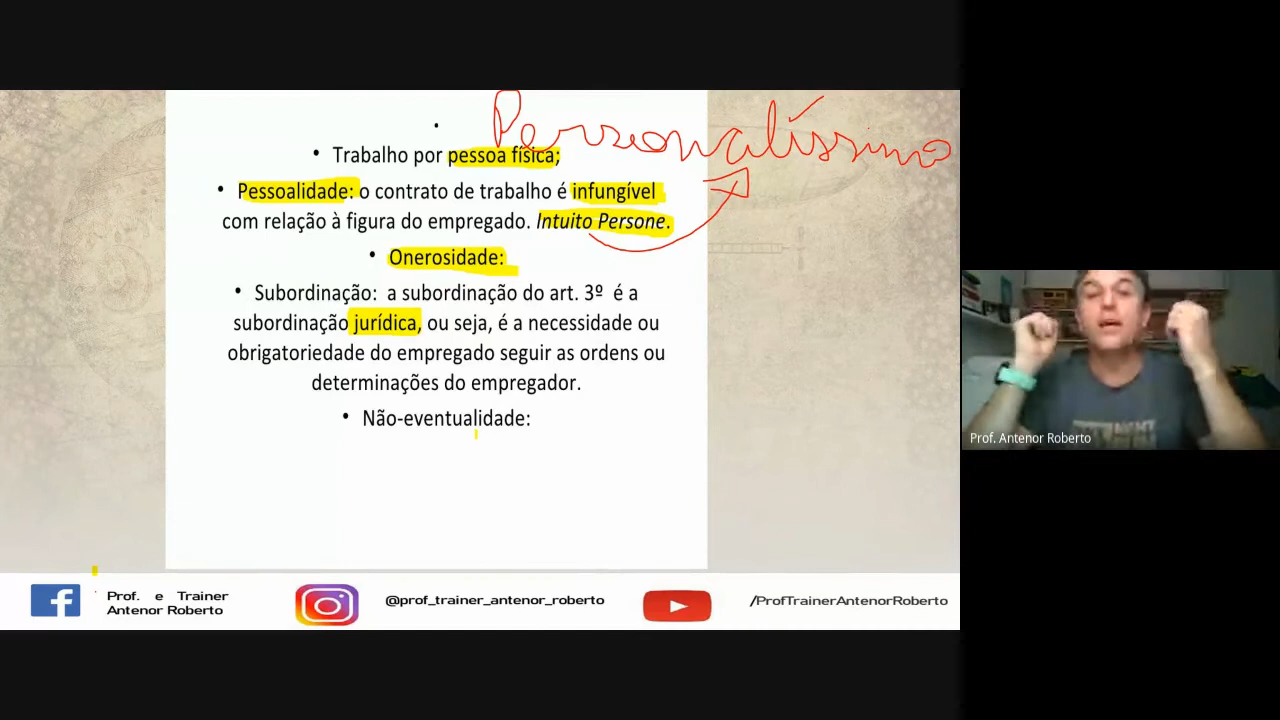 Personalíssimo
• Trabalho por pessoa física;
• Pessoalidade: o contrato de trabalho é infungível
com relação à figura do empregado. Intuito Persone.
• Onerosidade:
• Subordinação: a subordinação do art. 3º é a
subordinação jurídica, ou seja, é a necessidade ou
obrigatoriedade do empregado seguir as ordens ou
determinações do empregador.
• Não-eventualidade:
Prof. Antenor Roberto
Prof. e Trainer
Antenor Roberto
@prof_trainer_antenor_roberto
/ProfTrainerAntenorRoberto